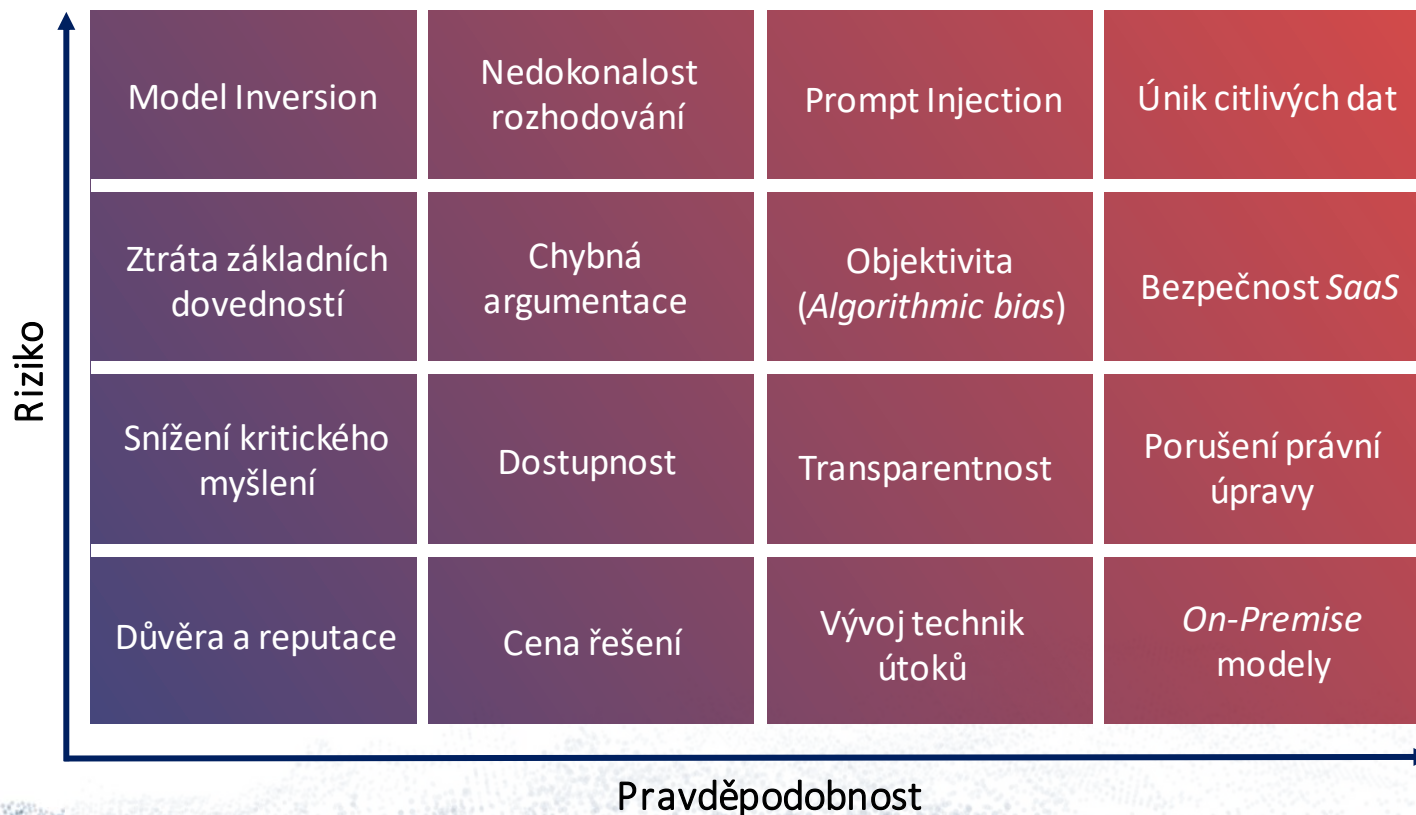 Riziko
Model Inversion
Nedokonalost
rozhodování
Prompt Injection
Únik citlivých dat
Ztráta základních
dovedností
Chybná
argumentace
Objektivita
(Algorithmic bias)
Bezpečnost SaaS
Snížení kritického
myšlení
Dostupnost
Transparentnost
Porušení právní
úpravy
Důvěra a reputace
Cena řešení
Vývoj technik
útoků
On-Premise
modely
Pravděpodobnost